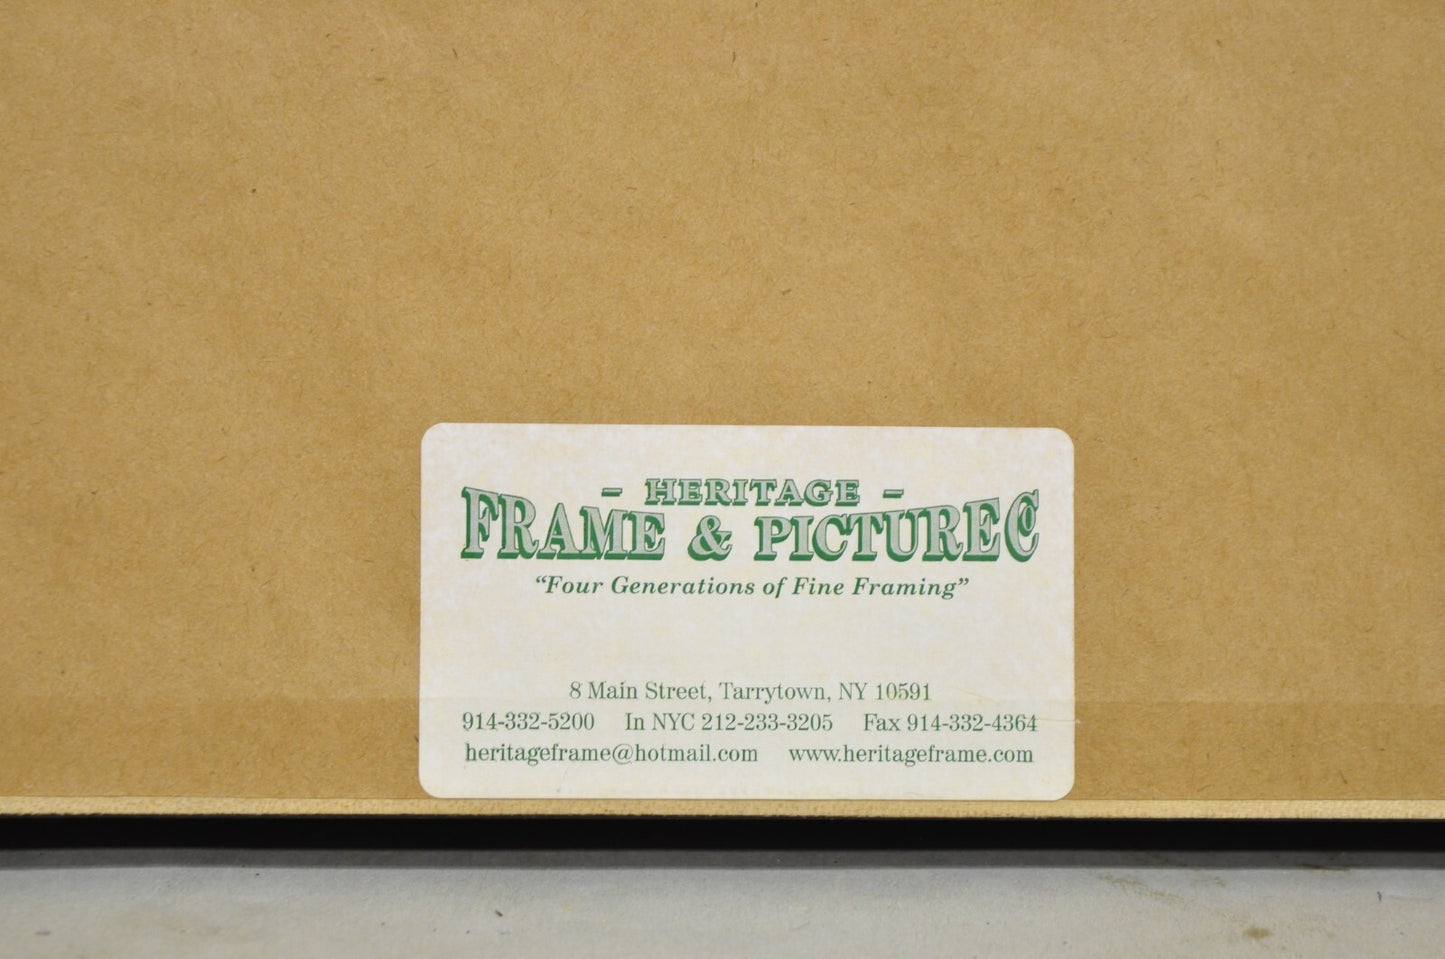 – HERITAGE –
FRAME & PICTURE CO
“Four Generations of Fine Framing”
8 Main Street, Tarrytown, NY 10591
914-332-5200 In NYC 212-233-3205 Fax 914-332-4364
heritageframe@hotmail.com www.heritageframe.com